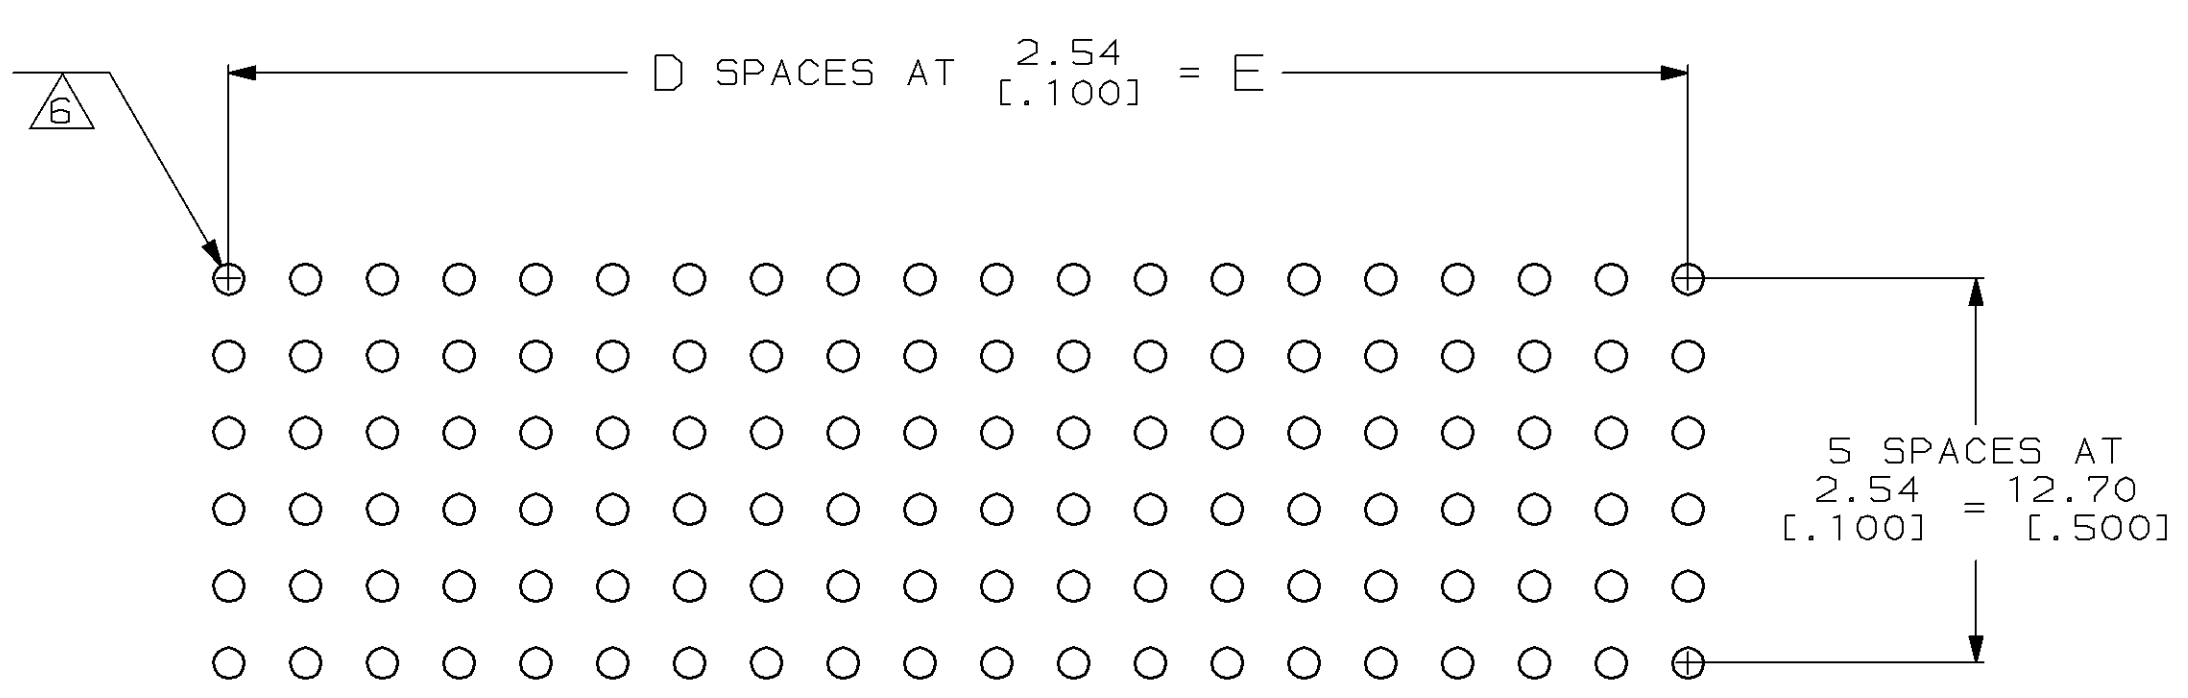 D SPACES AT 2.54 [.100] = E
6
5 SPACES AT
2.54 = 12.70
[.100] [.500]